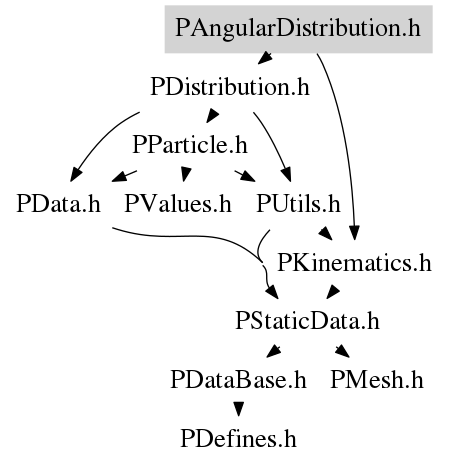 PAngularDistribution.h
PDistribution.h
PParticle.h
PData.h PValues.h PUtils.h
PKinematics.h
PStaticData.h
PDataBase.h PMesh.h
PDefines.h